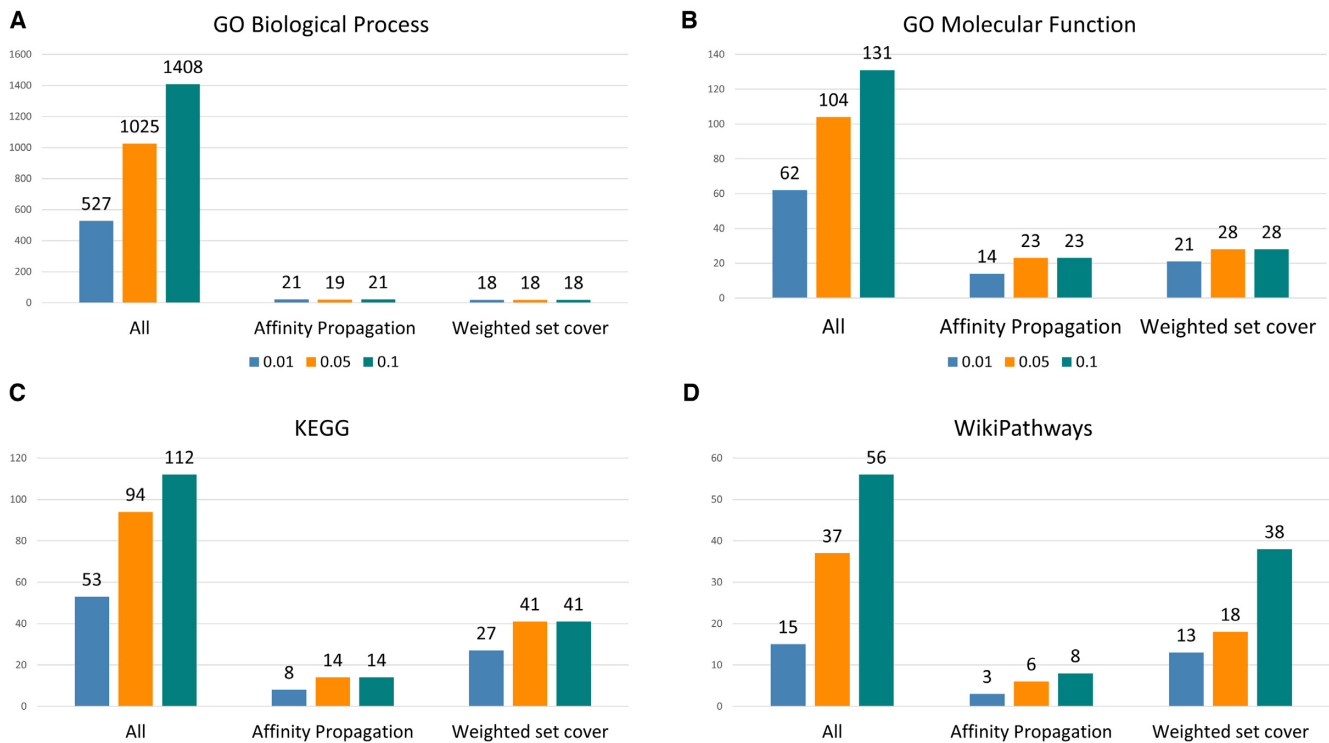 A
GO Biological Process
1600
1400
1200
1000
800
600
400
200
0
527
1025
1408
21 19 21
18 18 18
All Affinity Propagation Weighted set cover
0.01 0.05 0.1
B
GO Molecular Function
140
120
100
80
60
40
20
0
62
104
131
14 23 23
21 28 28
All Affinity Propagation Weighted set cover
0.01 0.05 0.1
C
KEGG
120
100
80
60
40
20
0
53
94
112
8 14 14
27 41 41
All Affinity Propagation Weighted set cover
D
WikiPathways
60
50
40
30
20
10
0
15
37
56
3 6 8
13 18 38
All Affinity Propagation Weighted set cover